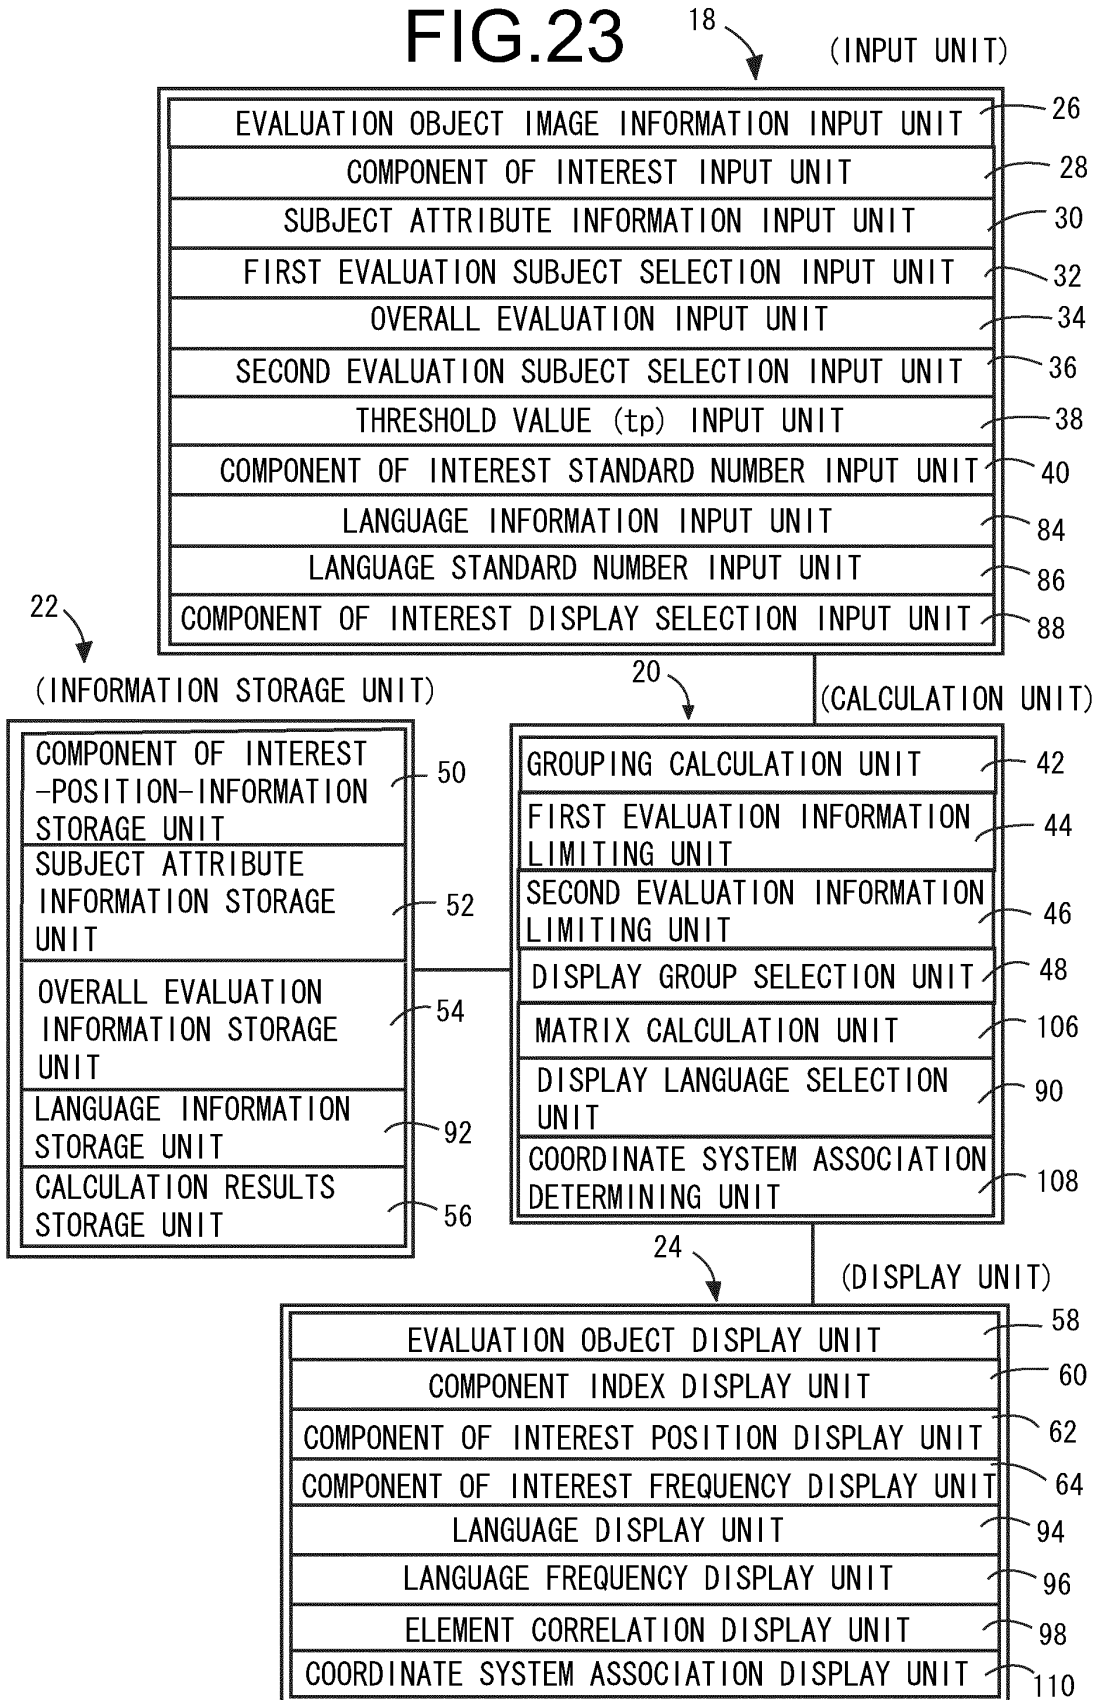 FIG.23
18
(INPUT UNIT)
EVALUATION OBJECT IMAGE INFORMATION INPUT UNIT
26
COMPONENT OF INTEREST INPUT UNIT
28
SUBJECT ATTRIBUTE INFORMATION INPUT UNIT
30
FIRST EVALUATION SUBJECT SELECTION INPUT UNIT
32
OVERALL EVALUATION INPUT UNIT
34
SECOND EVALUATION SUBJECT SELECTION INPUT UNIT
36
THRESHOLD VALUE (tp) INPUT UNIT
38
COMPONENT OF INTEREST STANDARD NUMBER INPUT UNIT
40
LANGUAGE INFORMATION INPUT UNIT
84
LANGUAGE STANDARD NUMBER INPUT UNIT
86
COMPONENT OF INTEREST DISPLAY SELECTION INPUT UNIT
88
22
(INFORMATION STORAGE UNIT)
COMPONENT OF INTEREST
-POSITION-INFORMATION
STORAGE UNIT
50
SUBJECT ATTRIBUTE
INFORMATION STORAGE
UNIT
52
OVERALL EVALUATION
INFORMATION STORAGE
UNIT
54
LANGUAGE INFORMATION
STORAGE UNIT
92
CALCULATION RESULTS
STORAGE UNIT
56
20
(CALCULATION UNIT)
GROUPING CALCULATION UNIT
42
FIRST EVALUATION INFORMATION
LIMITING UNIT
44
SECOND EVALUATION INFORMATION
LIMITING UNIT
46
DISPLAY GROUP SELECTION UNIT
48
MATRIX CALCULATION UNIT
106
DISPLAY LANGUAGE SELECTION
UNIT
90
COORDINATE SYSTEM ASSOCIATION
DETERMINING UNIT
108
24
(DISPLAY UNIT)
EVALUATION OBJECT DISPLAY UNIT
58
COMPONENT INDEX DISPLAY UNIT
60
COMPONENT OF INTEREST POSITION DISPLAY UNIT
62
COMPONENT OF INTEREST FREQUENCY DISPLAY UNIT
64
LANGUAGE DISPLAY UNIT
94
LANGUAGE FREQUENCY DISPLAY UNIT
96
ELEMENT CORRELATION DISPLAY UNIT
98
COORDINATE SYSTEM ASSOCIATION DISPLAY UNIT
110